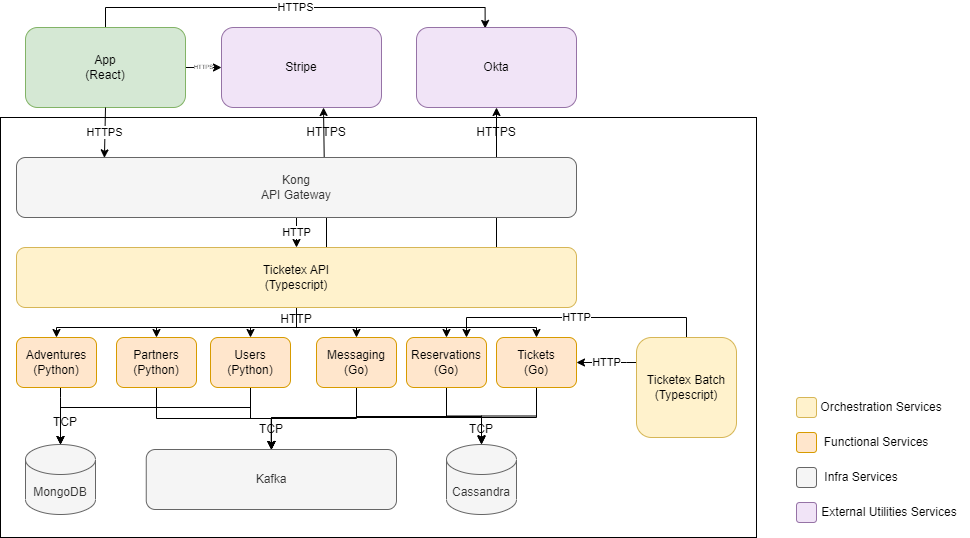 HTTPS
App
(React)
HTTPS
Stripe
Okta
HTTPS
HTTPS
HTTPS
Kong
API Gateway
HTTP
Ticketex API
(Typescript)
HTTP
HTTP
Adventures
(Python)
Partners
(Python)
Users
(Python)
Messaging
(Go)
Reservations
(Go)
Tickets
(Go)
HTTP
Ticketex Batch
(Typescript)
TCP
TCP
TCP
MongoDB
Kafka
Cassandra
Orchestration Services
Functional Services
Infra Services
External Utilities Services